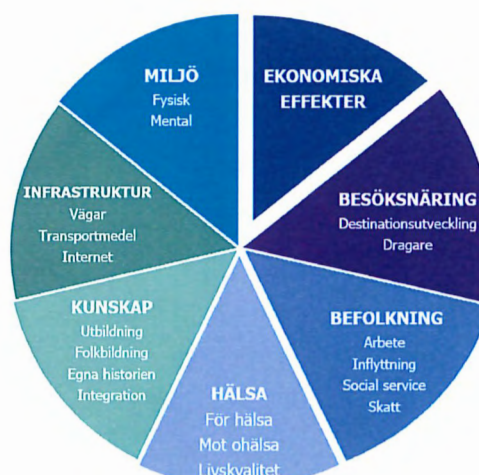 MILJÖ
Fysisk
Mental
EKONOMISKA
EFFEKTER
BESÖKSNÄRING
Destinationsutveckling
Dragare
BEFOLKNING
Arbete
Inflyttning
Social service
Skatt
HÄLSA
För hälsa
Mot ohälsa
Livskvalitet
KUNSKAP
Utbildning
Folkbildning
Egna historien
Integration
INFRASTRUKTUR
Vägar
Transportmedel
Internet